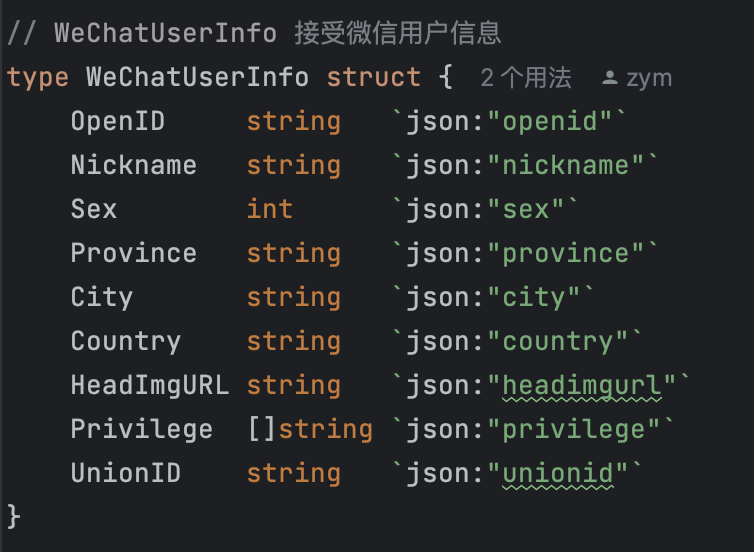 // WeChatUserInfo 接受微信用户信息
type WeChatUserInfo struct { 2 个用法 zym
OpenID string `json:"openid"`
Nickname string `json:"nickname"`
Sex int `json:"sex"`
Province string `json:"province"`
City string `json:"city"`
Country string `json:"country"`
HeadImgURL string `json:"headimgurl"`
Privilege []string `json:"privilege"`
UnionID string `json:"unionid"`
}